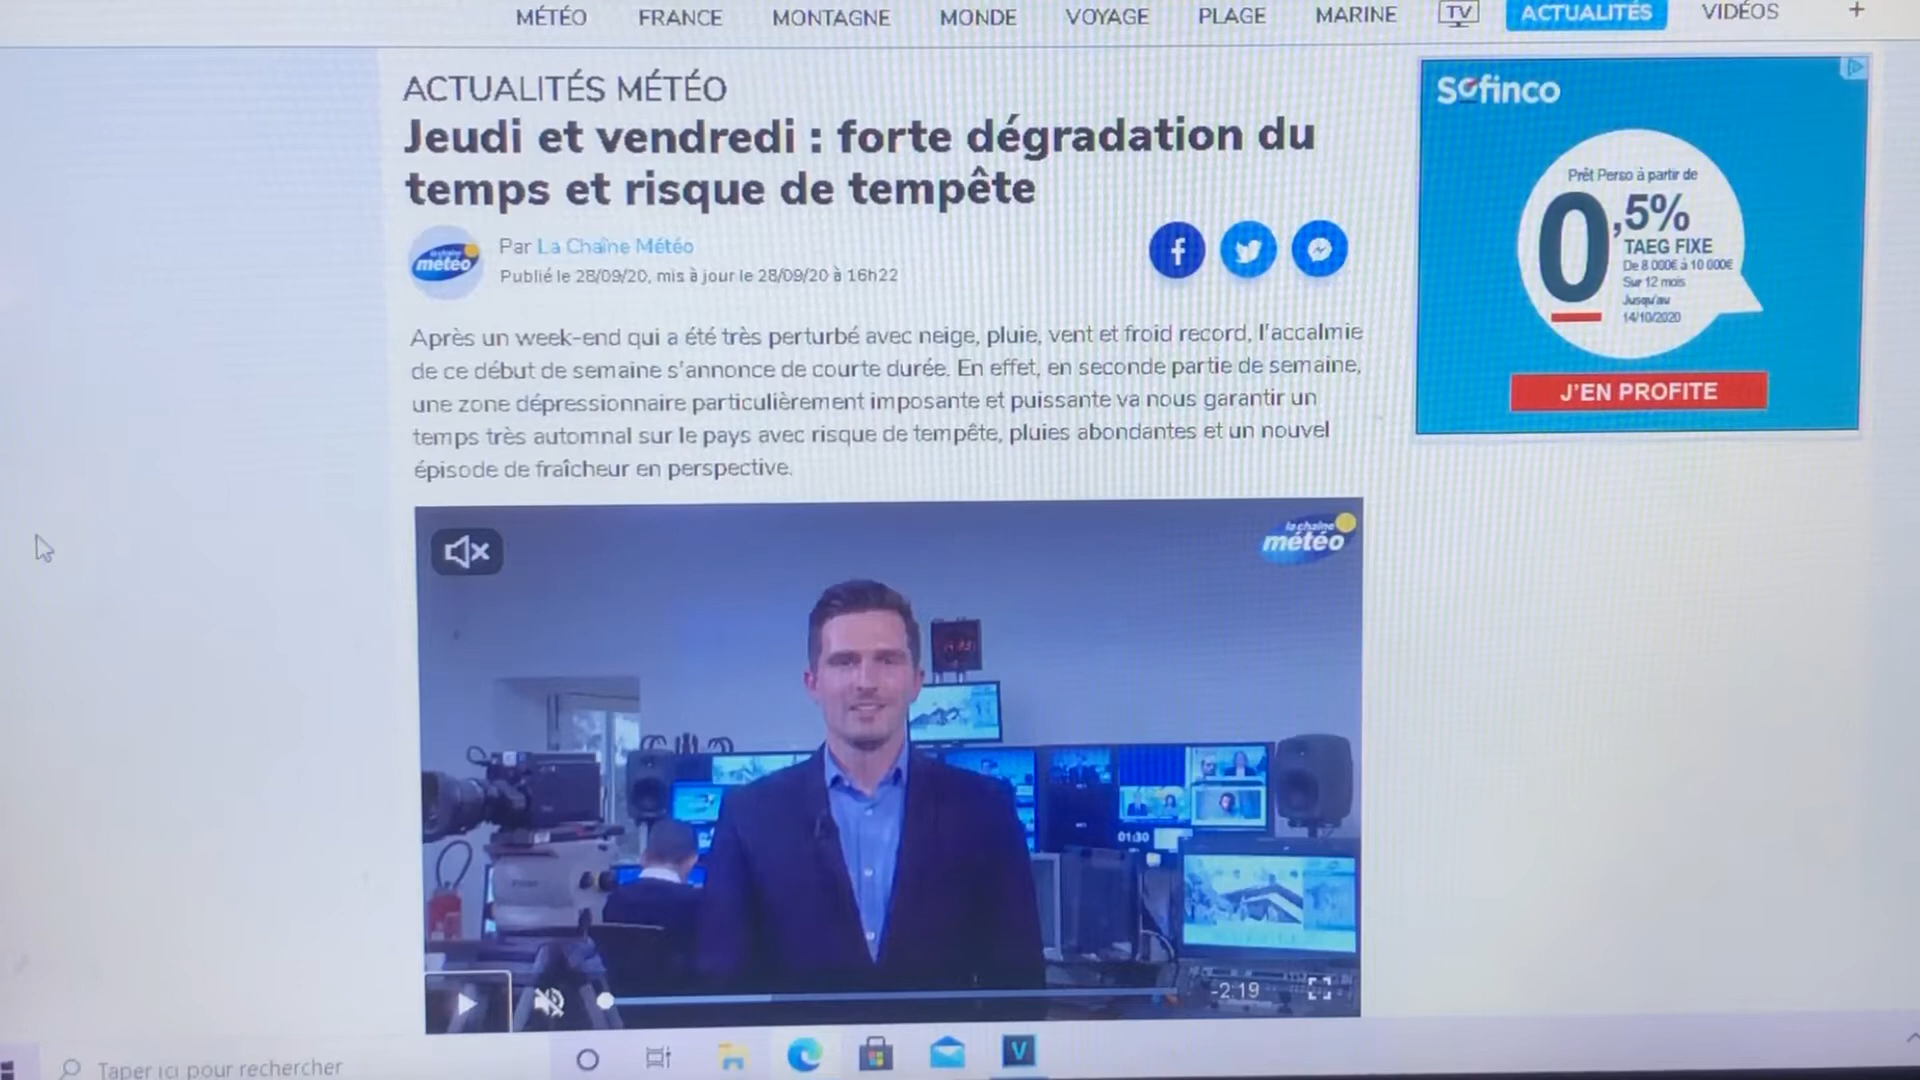 MÉTÉO FRANCE MONTAGNE MONDE VOYAGE PLAGE MARINE TV ACTUALITÉS VIDÉOS +
ACTUALITÉS MÉTÉO
Jeudi et vendredi : forte dégradation du
temps et risque de tempête
la chaîne
météo
Par La Chaîne Météo
Publié le 28/09/20, mis à jour le 28/09/20 à 16h22
Après un week-end qui a été très perturbé avec neige, pluie, vent et froid record, l'accalmie
de ce début de semaine s'annonce de courte durée. En effet, en seconde partie de semaine,
une zone dépressionnaire particulièrement imposante et puissante va nous garantir un
temps très automnal sur le pays avec risque de tempête, pluies abondantes et un nouvel
épisode de fraîcheur en perspective.
Sofinco
Prêt Perso à partir de
0,5%
TAEG FIXE
De 8 000€ à 10 000€
Sur 12 mois
Jusqu'au
14/10/2020
J'EN PROFITE
la chaîne
météo
01:30
-2:19
Taper ici pour rechercher
V